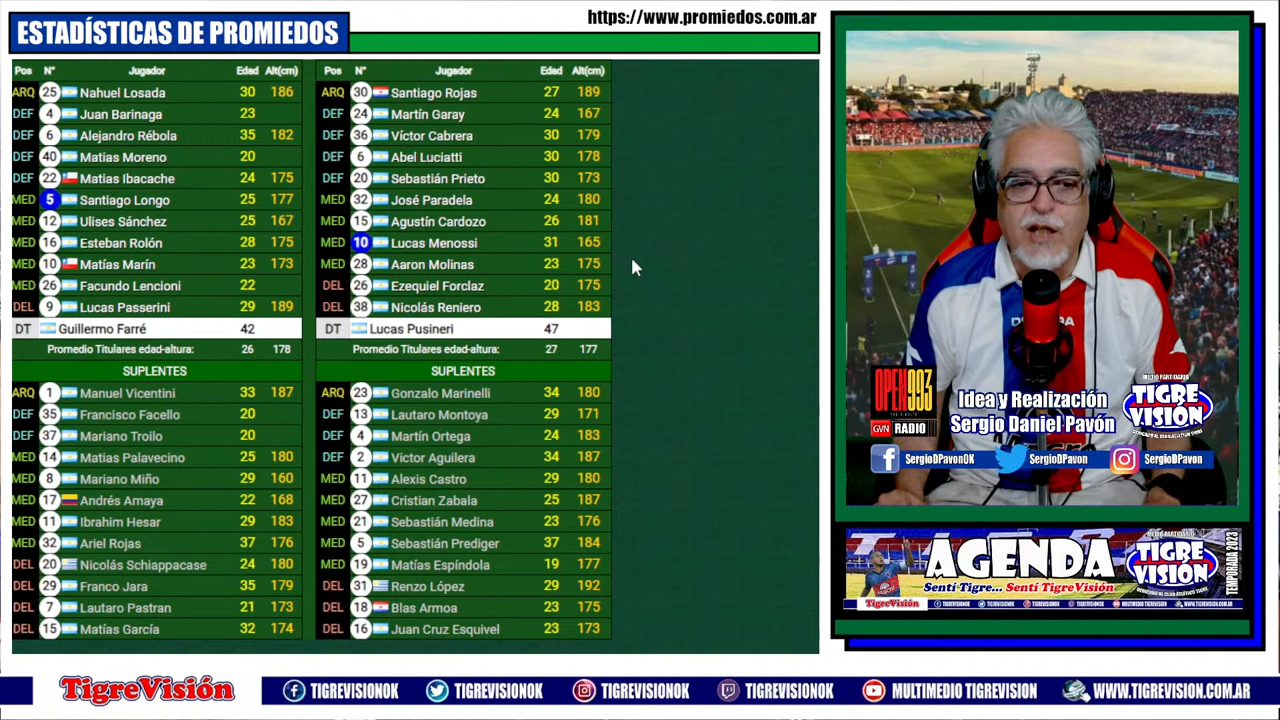 https://www.promiedos.com.ar
ESTADÍSTICAS DE PROMIEDOS
Pos N° Jugador Edad Alt(cm)
ARQ 25 Nahuel Losada 30 186
DEF 4 Juan Barinaga 23
DEF 6 Alejandro Rébola 35 182
DEF 40 Matias Moreno 20
DEF 22 Matias Ibacache 24 175
MED 5 Santiago Longo 25 177
MED 12 Ulises Sánchez 25 167
MED 16 Esteban Rolón 28 175
MED 10 Matías Marín 23 173
MED 26 Facundo Lencioni 22
DEL 9 Lucas Passerini 29 189
DT Guillermo Farré 42
Promedio Titulares edad-altura: 26 178
SUPLENTES
ARQ 1 Manuel Vicentini 33 187
DEF 35 Francisco Facello 20
DEF 37 Mariano Troilo 20
MED 14 Matias Palavecino 25 180
MED 8 Mariano Miño 29 160
MED 17 Andrés Amaya 22 168
MED 11 Ibrahim Hesar 29 183
MED 32 Ariel Rojas 37 176
DEL 20 Nicolás Schiappacase 24 180
DEL 29 Franco Jara 35 179
DEL 7 Lautaro Pastran 21 173
DEL 15 Matías García 32 174
Pos N° Jugador Edad Alt(cm)
ARQ 30 Santiago Rojas 27 189
DEF 24 Martín Garay 24 167
DEF 36 Víctor Cabrera 30 179
DEF 6 Abel Luciatti 30 178
DEF 20 Sebastián Prieto 30 173
MED 32 José Paradela 24 180
MED 15 Agustín Cardozo 26 181
MED 10 Lucas Menossi 31 165
MED 28 Aaron Molinas 23 175
DEL 26 Ezequiel Forclaz 20 175
DEL 38 Nicolás Reniero 28 183
DT Lucas Pusineri 47
Promedio Titulares edad-altura: 27 177
SUPLENTES
ARQ 23 Gonzalo Marinelli 34 180
DEF 13 Lautaro Montoya 29 171
DEF 4 Martín Ortega 24 183
DEF 2 Victor Aguilera 34 187
MED 11 Alexis Castro 29 180
MED 27 Cristian Zabala 25 187
MED 21 Sebastián Medina 23 176
MED 5 Sebastián Prediger 37 184
MED 19 Matías Espíndola 19 177
DEL 31 Renzo López 29 192
DEL 18 Blas Armoa 23 175
DEL 16 Juan Cruz Esquivel 23 173
OPEN 993
GVN RADIO
Idea y Realización
Sergio Daniel Pavón
MEDIO PARTIDARIO
TIGRE
VISIÓN
SergioDPavonOK SergioDPavon SergioDPavon
AGENDA
Sentí Tigre... Sentí TigreVisión
MEDIO PARTIDARIO
TIGRE
VISIÓN
TEMPORADA 2023
TigreVisión
TigreVisión TIGREVISIONOK TIGREVISIONOK TIGREVISIONOK TIGREVISIONOK MULTIMEDIO TIGREVISION WWW.TIGREVISION.COM.AR